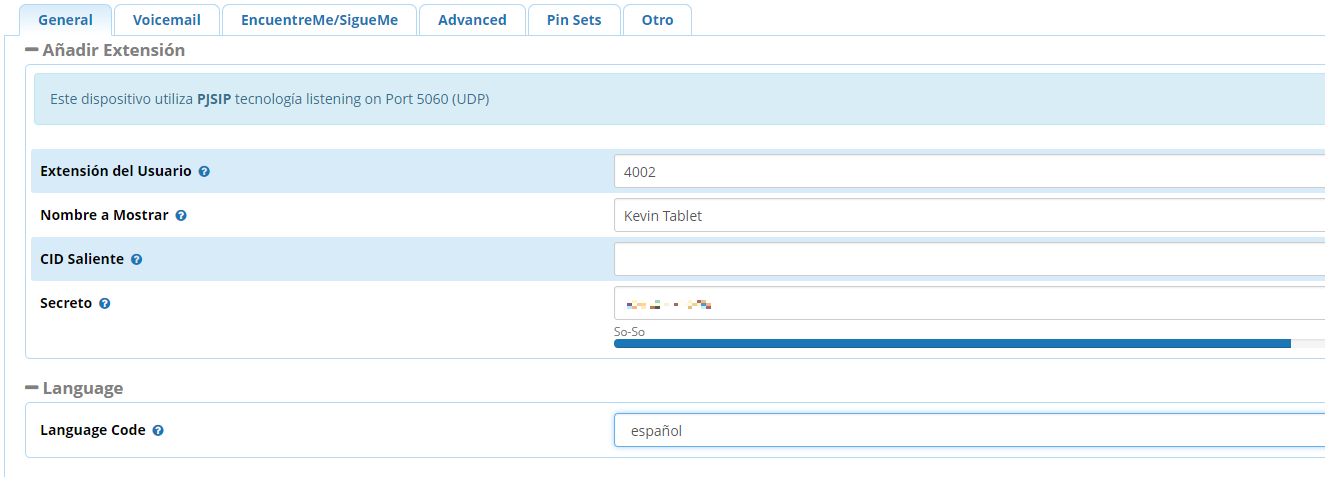 General Voicemail EncuentreMe/SigueMe Advanced Pin Sets Otro
Añadir Extensión
Este dispositivo utiliza PJSIP tecnología listening on Port 5060 (UDP)
Extensión del Usuario 4002
Nombre a Mostrar Kevin Tablet
CID Saliente
Secreto
So-So
Language
Language Code español